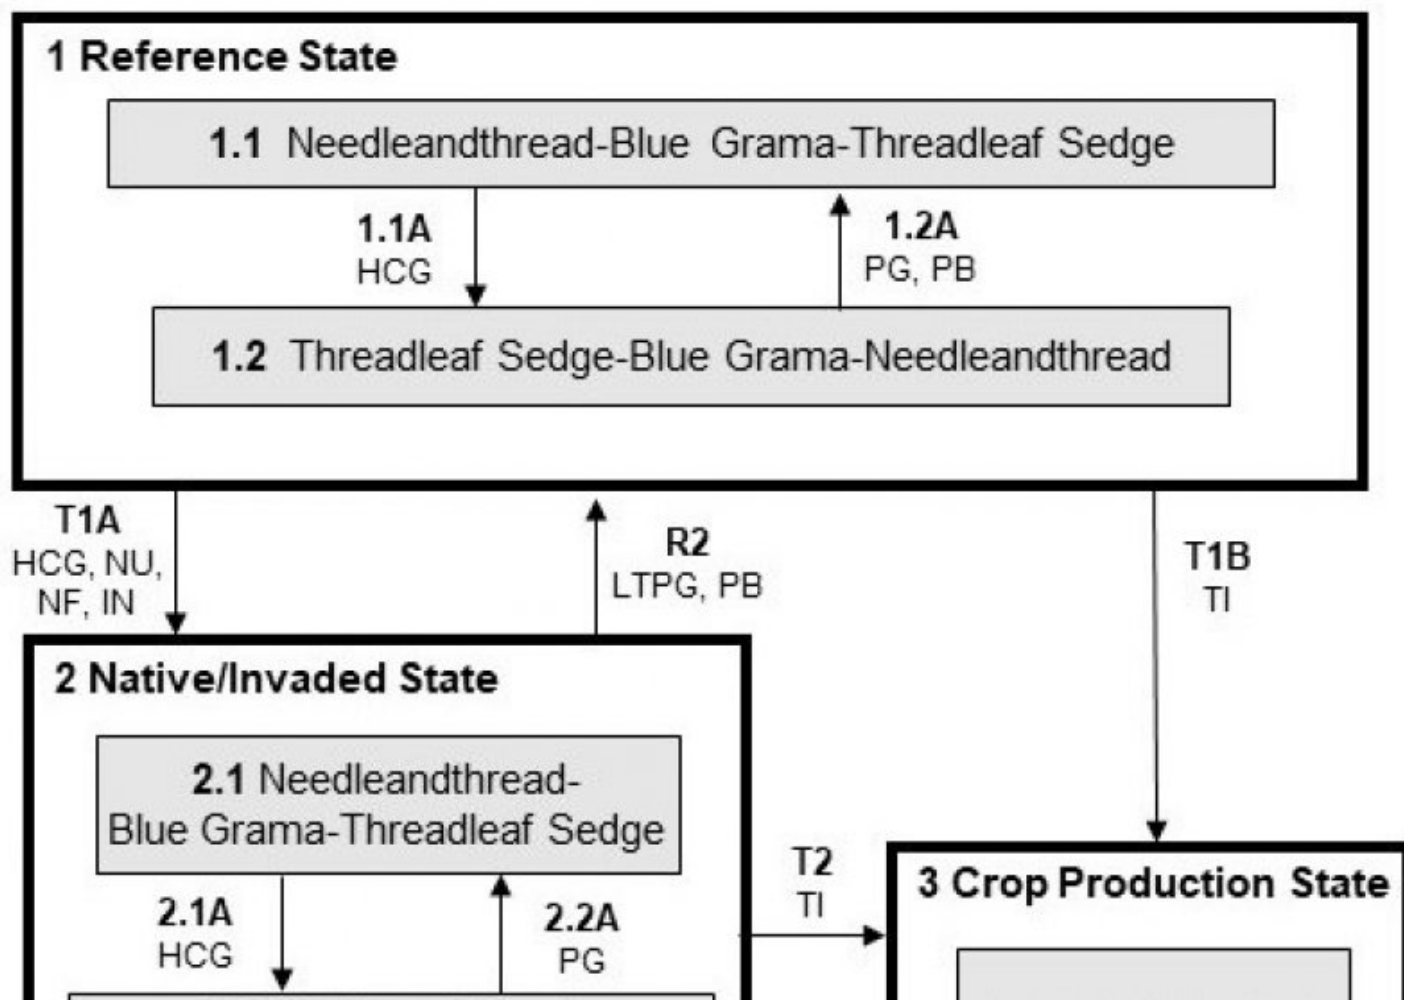 1 Reference State
1.1 Needleandthread-Blue Grama-Threadleaf Sedge
1.1A
HCG
1.2A
PG, PB
1.2 Threadleaf Sedge-Blue Grama-Needleandthread
T1A
HCG, NU,
NF, IN
R2
LTPG, PB
T1B
TI
2 Native/Invaded State
2.1 Needleandthread-
Blue Grama-Threadleaf Sedge
2.1A
HCG
2.2A
PG
T2
TI
3 Crop Production State